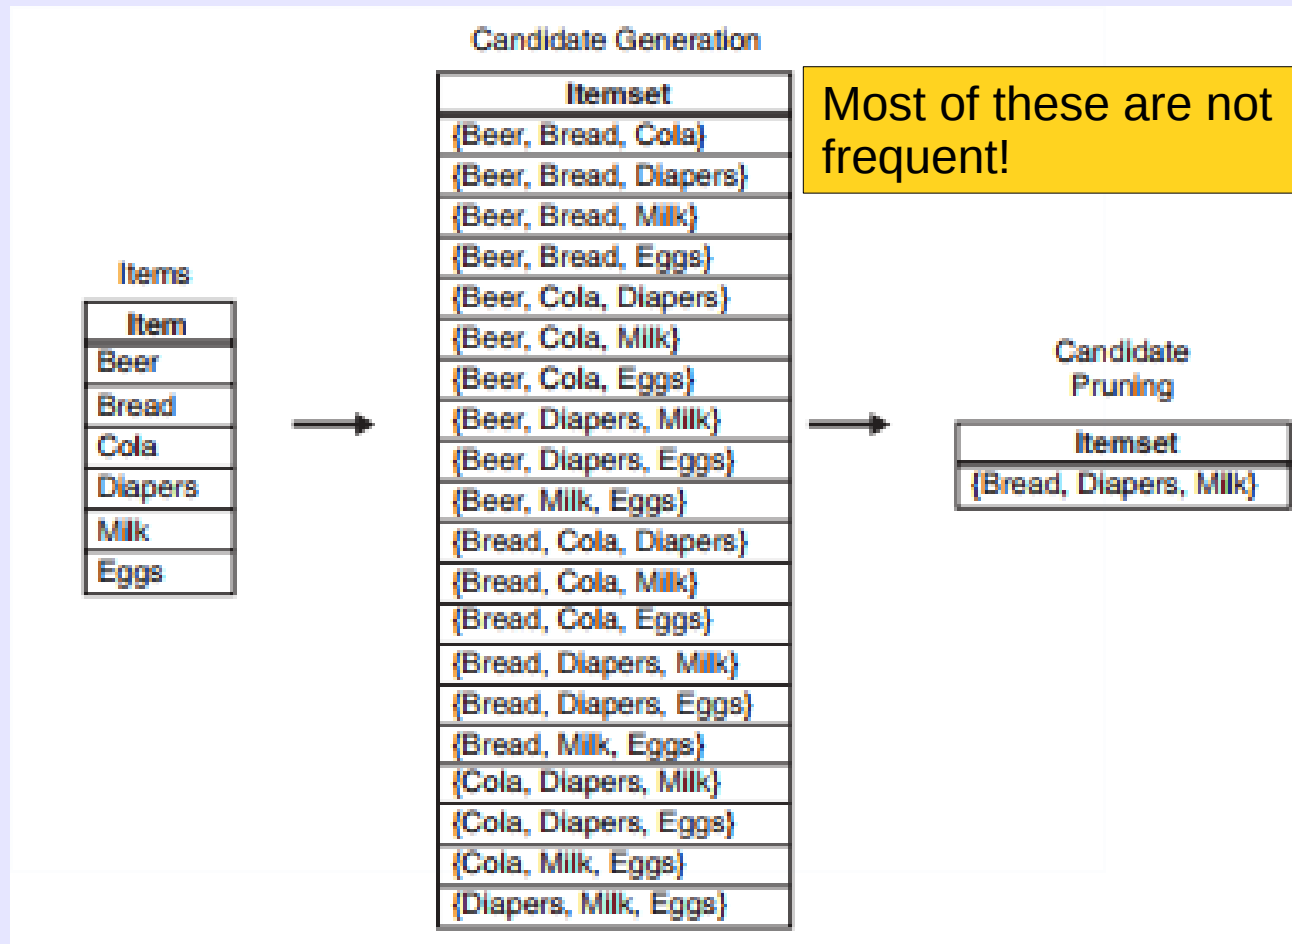 Candidate Generation
Itemset
{Beer, Bread, Cola}
{Beer, Bread, Diapers}
{Beer, Bread, Milk}
{Beer, Bread, Eggs}
{Beer, Cola, Diapers}
{Beer, Cola, Milk}
{Beer, Cola, Eggs}
{Beer, Diapers, Milk}
{Beer, Diapers, Eggs}
{Beer, Milk, Eggs}
{Bread, Cola, Diapers}
{Bread, Cola, Milk}
{Bread, Cola, Eggs}
{Bread, Diapers, Milk}
{Bread, Diapers, Eggs}
{Bread, Milk, Eggs}
{Cola, Diapers, Milk}
{Cola, Diapers, Eggs}
{Cola, Milk, Eggs}
{Diapers, Milk, Eggs}
Most of these are not
frequent!
Items
Item
Beer
Bread
Cola
Diapers
Milk
Eggs
Candidate
Pruning
Itemset
{Bread, Diapers, Milk}